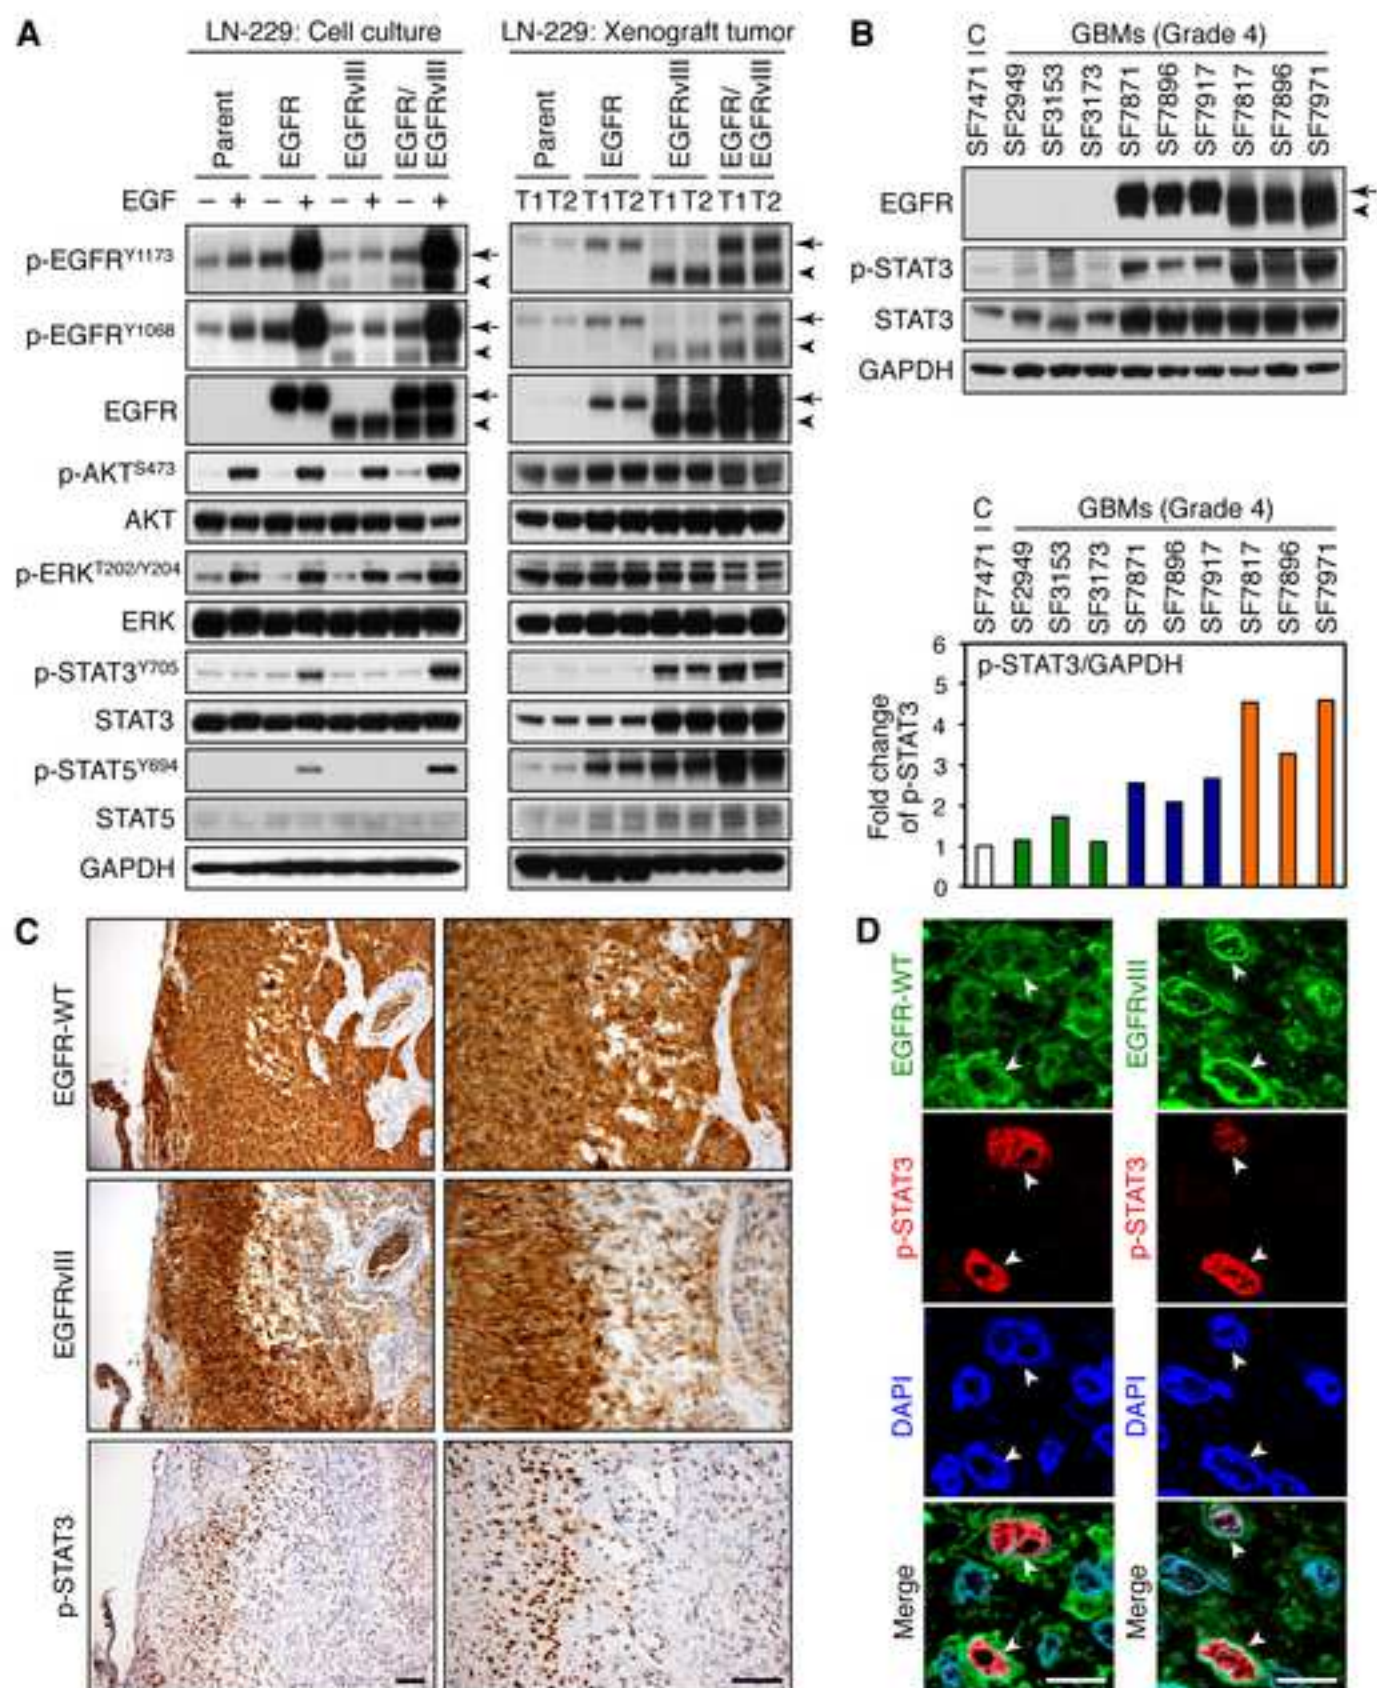 A
LN-229: Cell culture
LN-229: Xenograft tumor
Parent
EGFR
EGFRvIII
EGFR/
EGFRvIII
Parent
EGFR
EGFRvIII
EGFR/
EGFRvIII
EGF
− + − + − + − +
T1 T2 T1 T2 T1 T2 T1 T2
p-EGFRY1173
p-EGFRY1068
EGFR
p-AKTS473
AKT
p-ERKT202/Y204
ERK
p-STAT3Y705
STAT3
p-STAT5Y694
STAT5
GAPDH
B
C
GBMs (Grade 4)
SF7471
SF2949
SF3153
SF3173
SF7871
SF7896
SF7917
SF7817
SF7896
SF7971
EGFR
p-STAT3
STAT3
GAPDH
C
GBMs (Grade 4)
SF7471
SF2949
SF3153
SF3173
SF7871
SF7896
SF7917
SF7817
SF7896
SF7971
p-STAT3/GAPDH
Fold change
of p-STAT3
6
5
4
3
2
1
0
C
EGFR-WT
EGFRvIII
p-STAT3
D
EGFR-WT
EGFRvIII
p-STAT3
p-STAT3
DAPI
DAPI
Merge
Merge